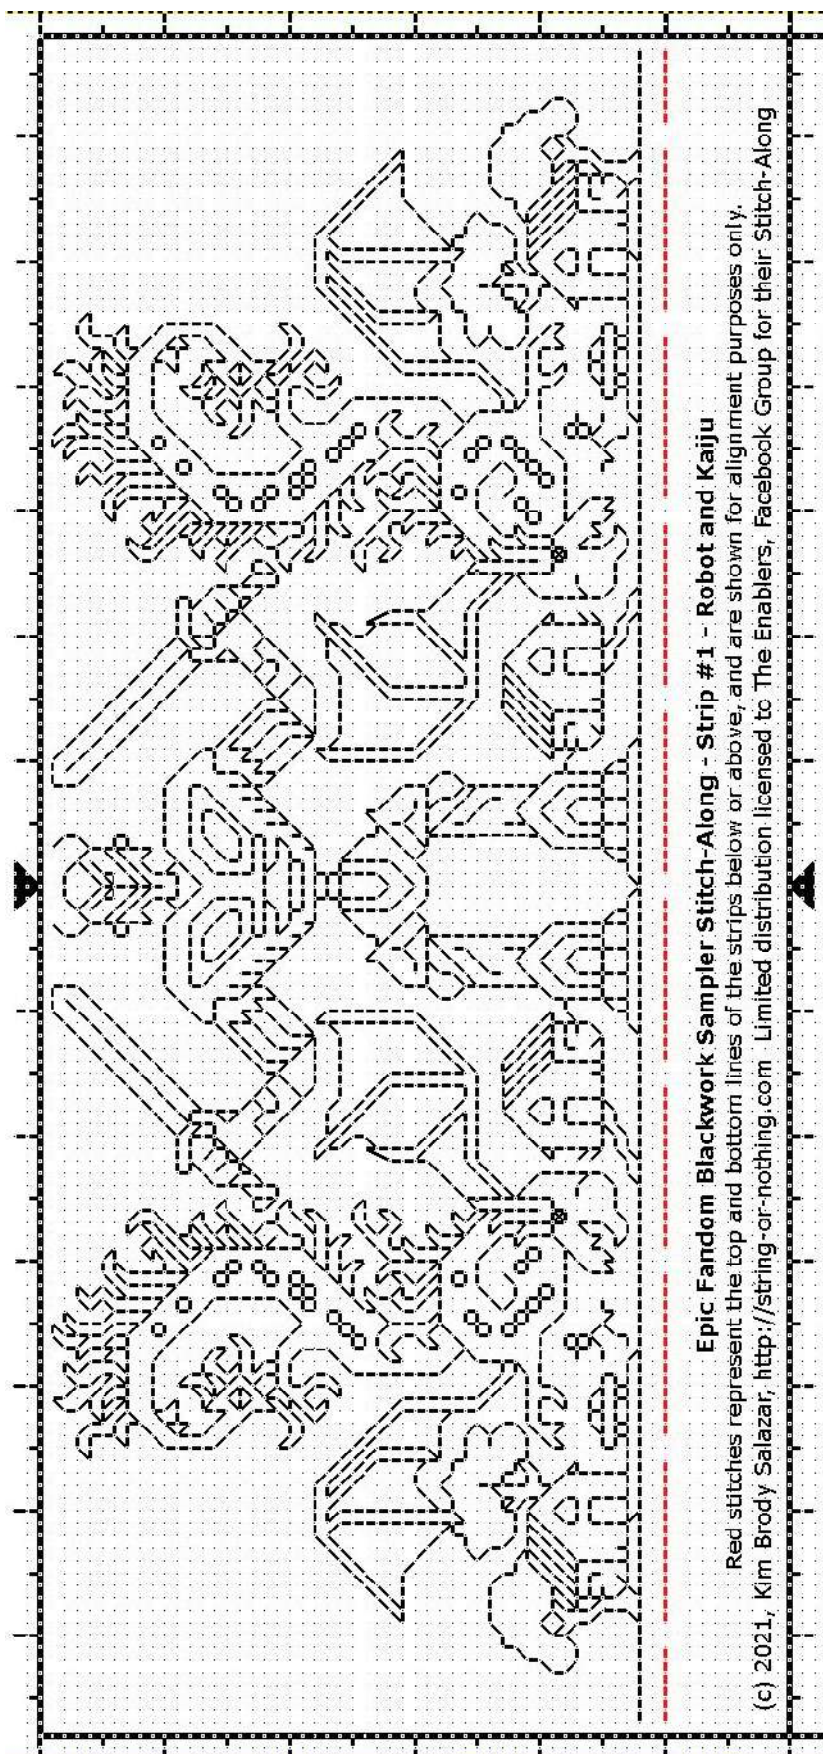 Epic Fandom Blackwork Sampler Stitch-Along - Strip #1 - Robot and Kaiju
Red stitches represent the top and bottom lines of the strips below or above, and are shown for alignment purposes only.
(c) 2021, Kim Brody Salazar, http://string-or-nothing.com Limited distribution licensed to The Enablers, Facebook Group for their Stitch-Along